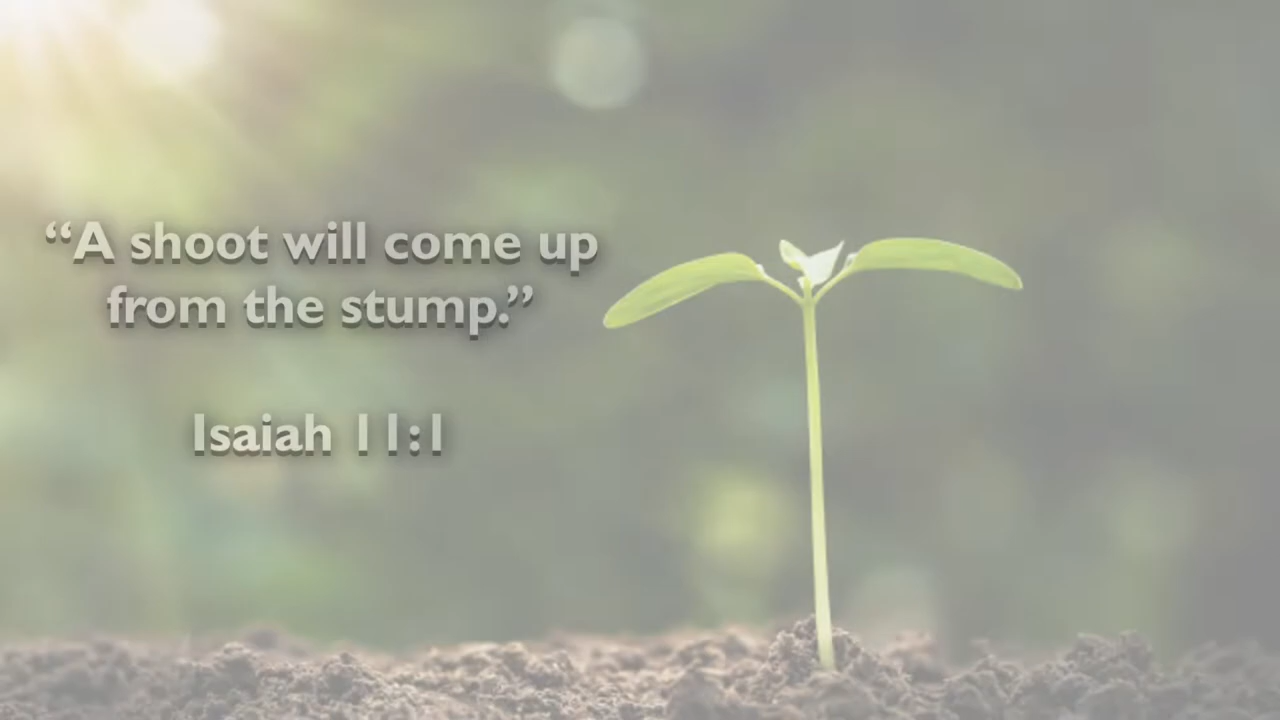 “A shoot will come up
from the stump.”
Isaiah 11:1